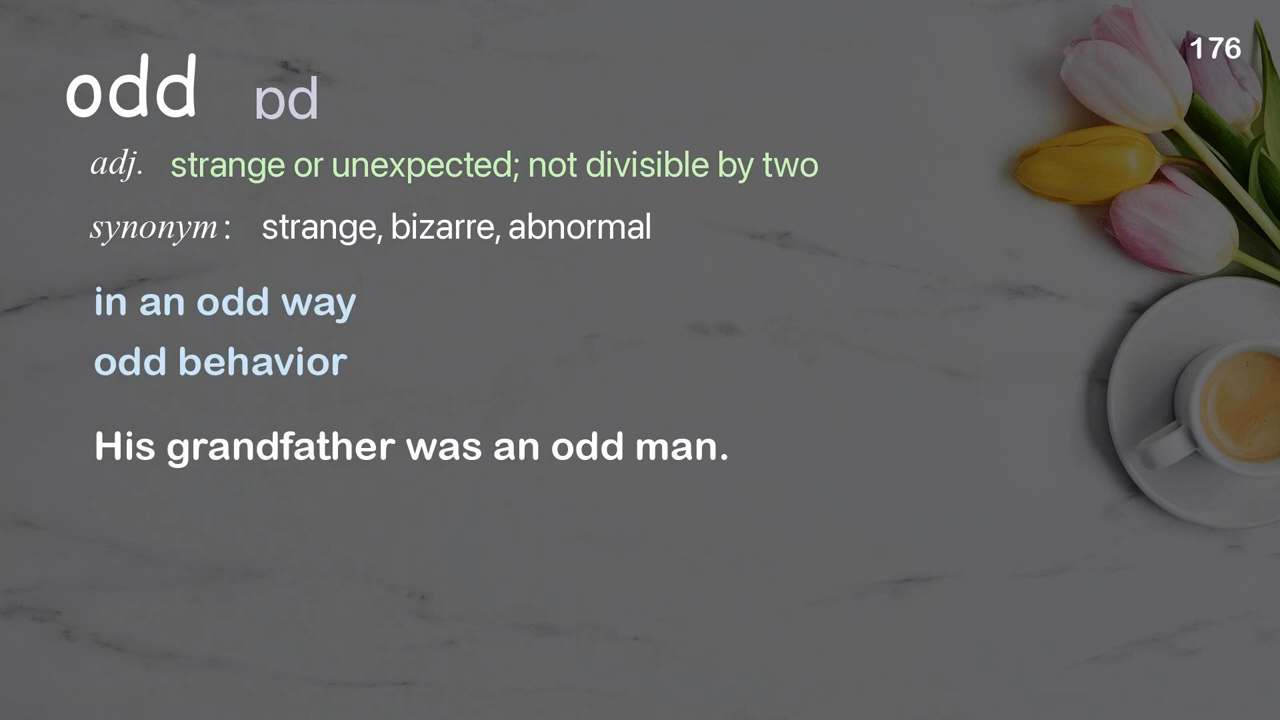 176
odd ɒd
adj. strange or unexpected; not divisible by two
synonym: strange, bizarre, abnormal
in an odd way
odd behavior
His grandfather was an odd man.